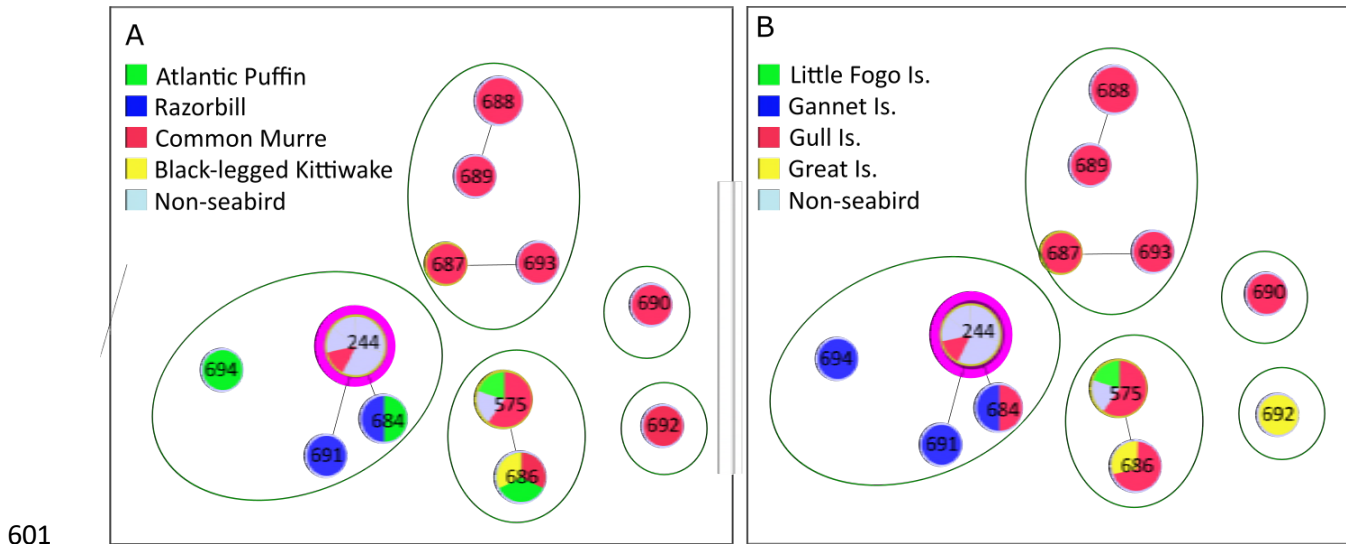 A
Atlantic Puffin
Razorbill
Common Murre
Black-legged Kittiwake
Non-seabird
688
689
687 693
690
244
694
575
684
692
691
686
B
Little Fogo Is.
Gannet Is.
Gull Is.
Great Is.
Non-seabird
688
689
687 693
690
244
694
575
684
692
691
686
601